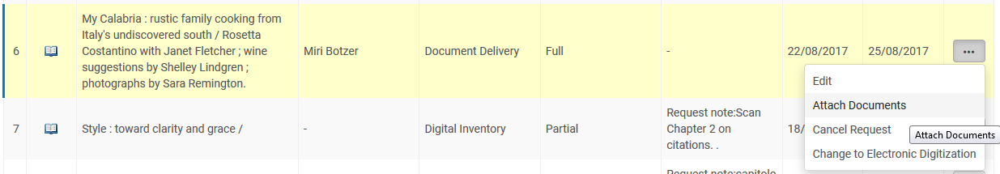 My Calabria : rustic family cooking from
Italy's undiscovered south / Rosetta
6 Costantino with Janet Fletcher ; wine Miri Botzer Document Delivery Full - 22/08/2017 25/08/2017 •••
suggestions by Shelley Lindgren ;
photographs by Sara Remington.
Edit
Attach Documents
Request note:Scan
7 Style : toward clarity and grace / - Digital Inventory Partial Chapter 2 on 18/
citations. .
Cancel Request
Attach Documents
Change to Electronic Digitization
Request note:capitolo